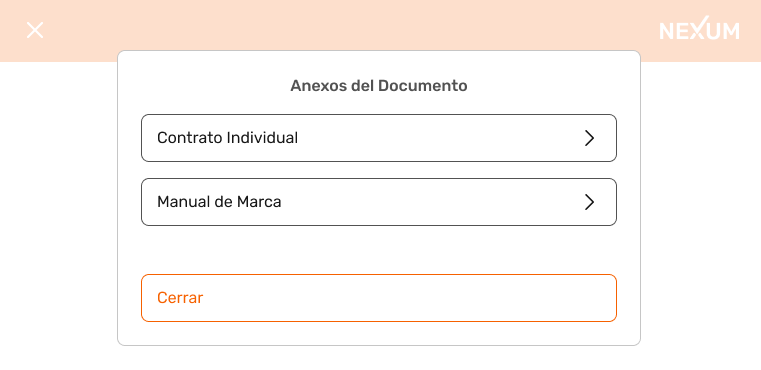 NEXUM
Anexos del Documento
Contrato Individual
Manual de Marca
Cerrar